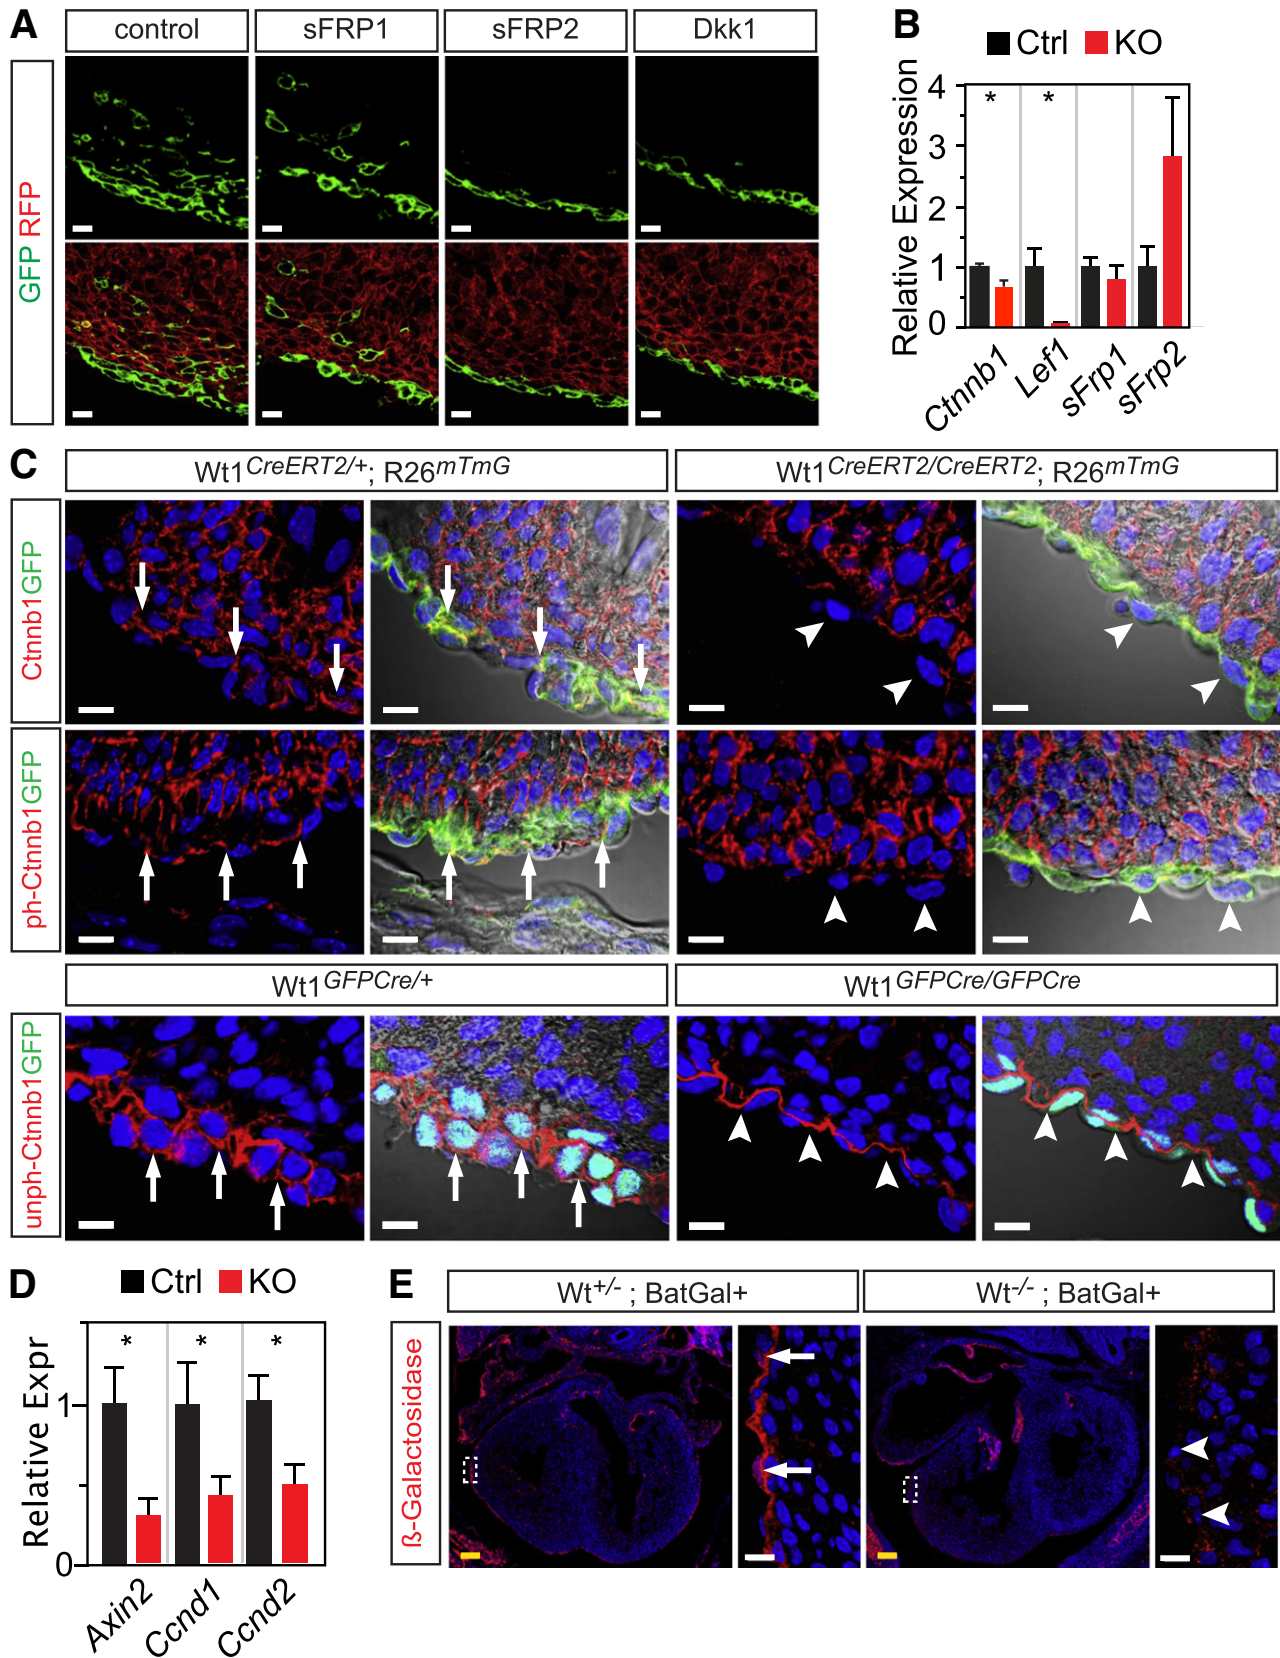 A
control
sFRP1
sFRP2
Dkk1
GFP RFP
B
Ctrl
KO
Relative Expression
4
3
2
1
0
*
*
Ctnnb1
Lef1
sFrp1
sFrp2
C
Wt1CreERT2/+; R26mTmG
Wt1CreERT2/CreERT2; R26mTmG
Ctnnb1GFP
ph-Ctnnb1GFP
Wt1GFPCre/+
Wt1GFPCre/GFPCre
unph-Ctnnb1GFP
D
Ctrl
KO
Relative Expr
1
0
*
*
*
Axin2
Ccnd1
Ccnd2
E
Wt+/- ; BatGal+
Wt-/- ; BatGal+
ß-Galactosidase